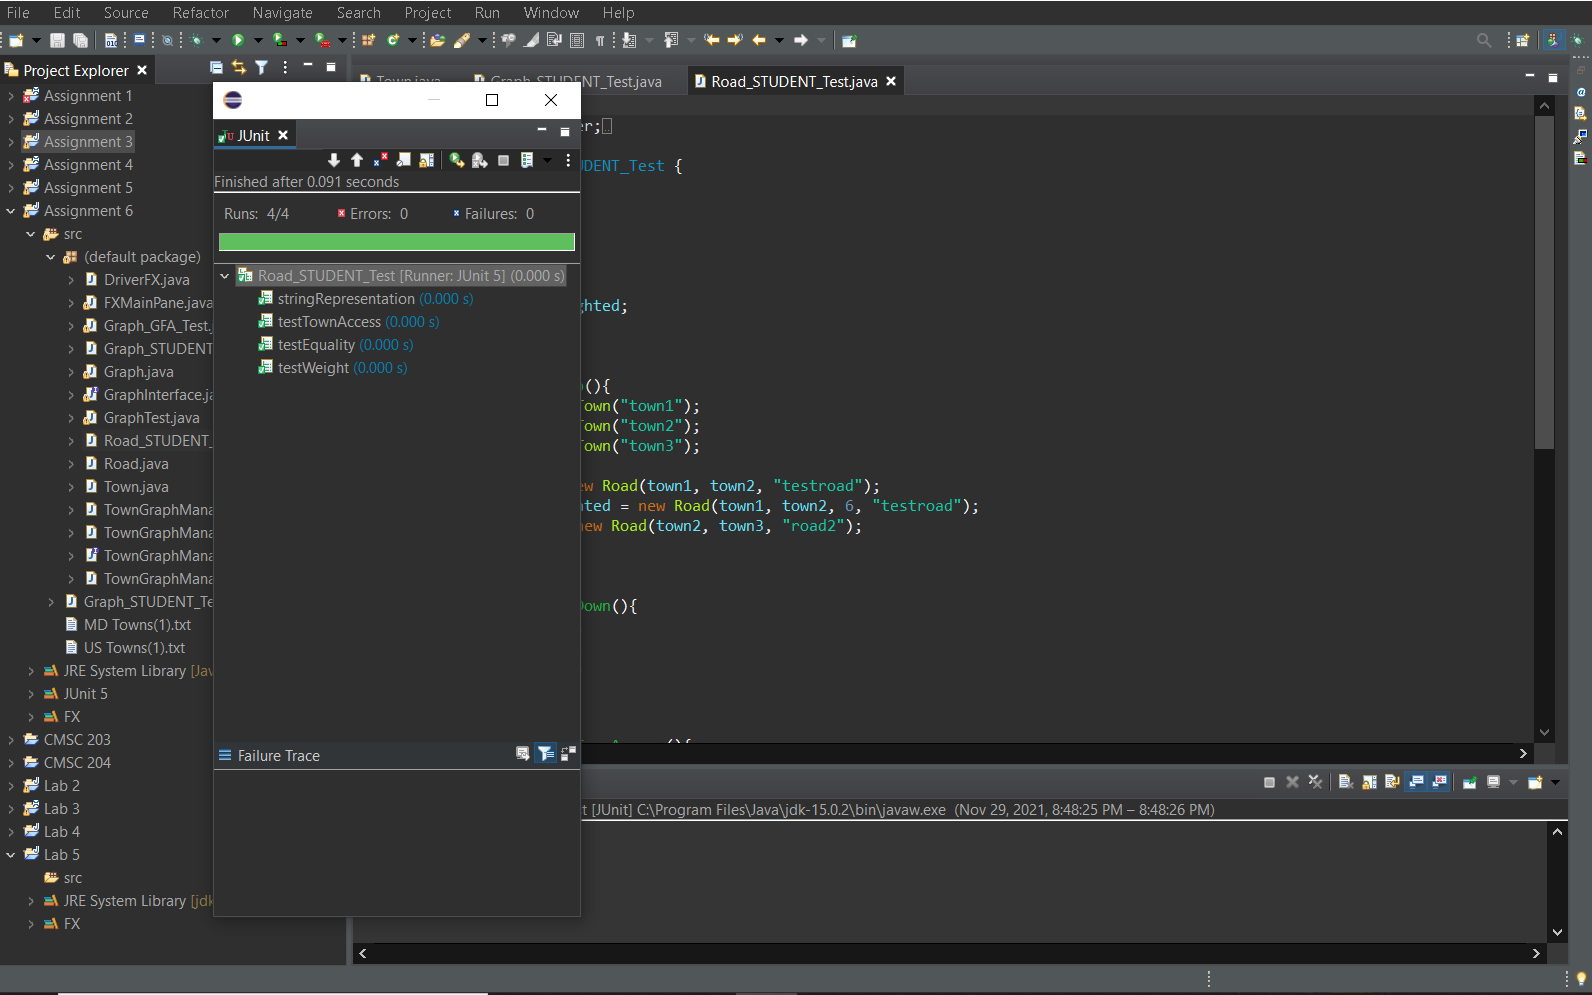 File Edit Source Refactor Navigate Search Project Run Window Help
Project Explorer
Assignment 1
Assignment 2
Assignment 3
Assignment 4
Assignment 5
Assignment 6
src
(default package)
DriverFX.java
FXMainPane.java
Graph_GFA_Test.j
Graph_STUDENT
Graph.java
GraphInterface.ja
GraphTest.java
Road_STUDENT_
Road.java
Town.java
TownGraphMana
TownGraphMana
TownGraphMana
TownGraphMana
Graph_STUDENT_Te
MD Towns(1).txt
US Towns(1).txt
JRE System Library [Jav
JUnit 5
FX
CMSC 203
CMSC 204
Lab 2
Lab 3
Lab 4
Lab 5
src
JRE System Library [jdk
FX
JUnit
Finished after 0.091 seconds
Runs: 4/4 Errors: 0 Failures: 0
Road_STUDENT_Test [Runner: JUnit 5] (0.000 s)
stringRepresentation (0.000 s)
testTownAccess (0.000 s)
testEquality (0.000 s)
testWeight (0.000 s)
Failure Trace
Town.java Graph_STUDENT_Test.java Road_STUDENT_Test.java
er;
UDENT_Test {
ghted;
(){
Town("town1");
Town("town2");
Town("town3");
ew Road(town1, town2, "testroad");
hted = new Road(town1, town2, 6, "testroad");
new Road(town2, town3, "road2");
Down(){
(){
t [JUnit] C:\Program Files\Java\jdk-15.0.2\bin\javaw.exe (Nov 29, 2021, 8:48:25 PM – 8:48:26 PM)